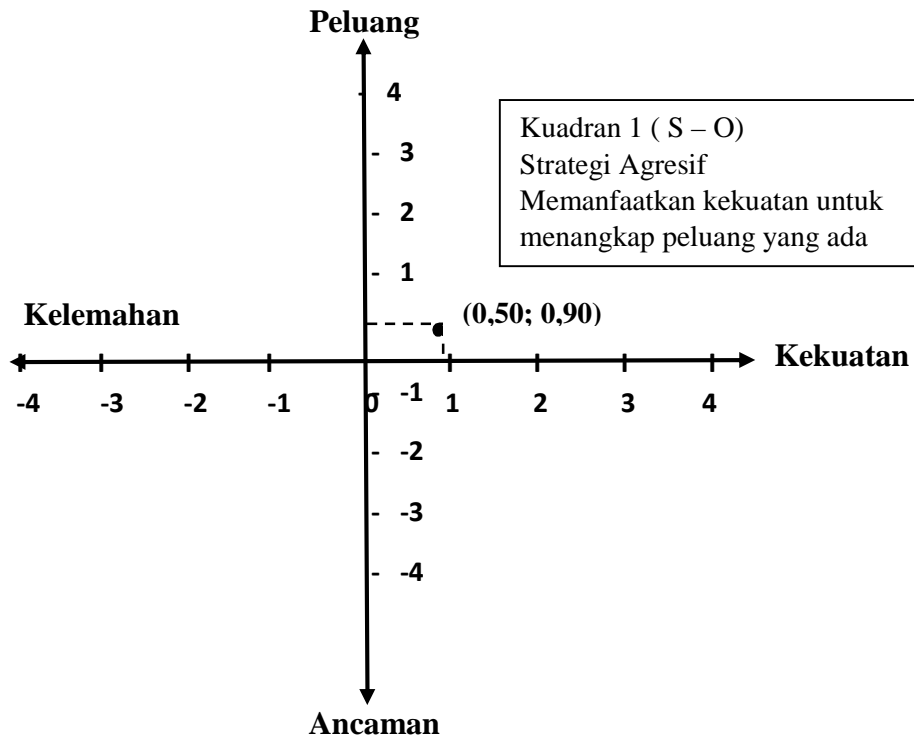 Peluang
4
3
2
1
Kuadran 1 ( S – O)
Strategi Agresif
Memanfaatkan kekuatan untuk
menangkap peluang yang ada
Kelemahan
(0,50; 0,90)
Kekuatan
-4 -3 -2 -1 0 1 2 3 4
-1
-2
-3
-4
Ancaman